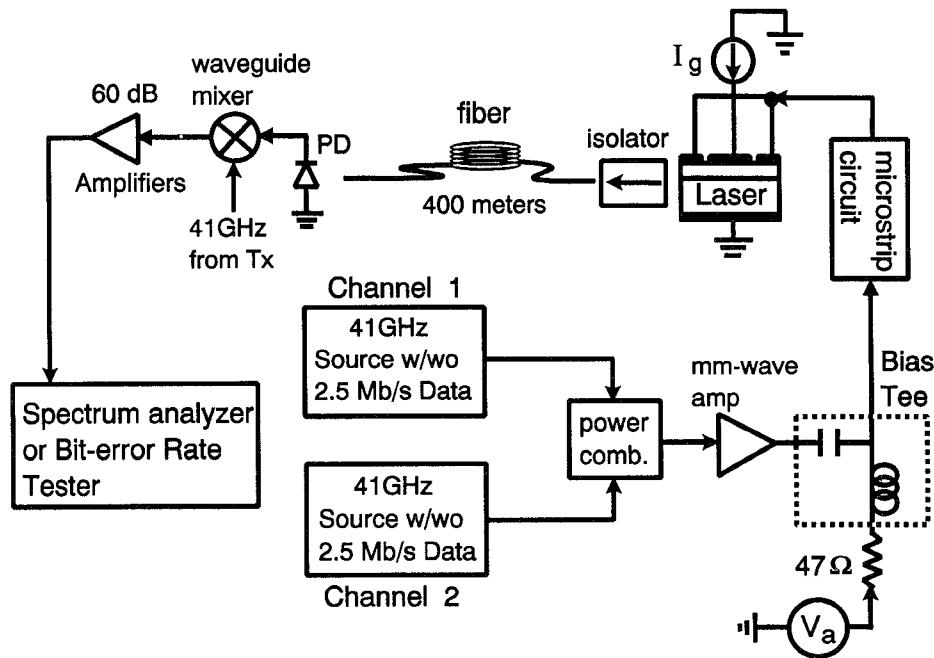 60 dB
waveguide
mixer
Amplifiers
41GHz
from Tx
PD
fiber
400 meters
isolator
I g
Laser
microstrip
circuit
Channel 1
41GHz
Source w/wo
2.5 Mb/s Data
41GHz
Source w/wo
2.5 Mb/s Data
Channel 2
power
comb.
mm-wave
amp
Bias
Tee
47Ω
Va
Spectrum analyzer
or Bit-error Rate
Tester